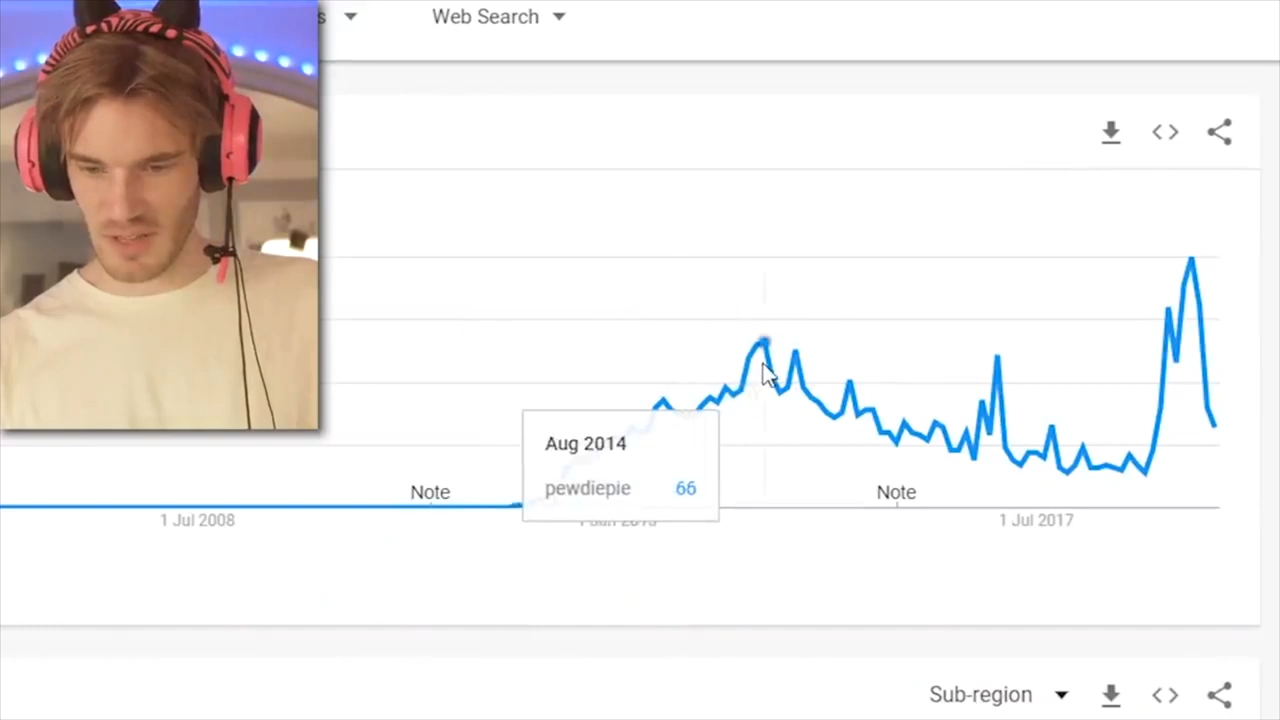 s Web Search
Aug 2014
pewdiepie 66
Note Note
1 Jul 2008 1 Jul 2017
Sub-region